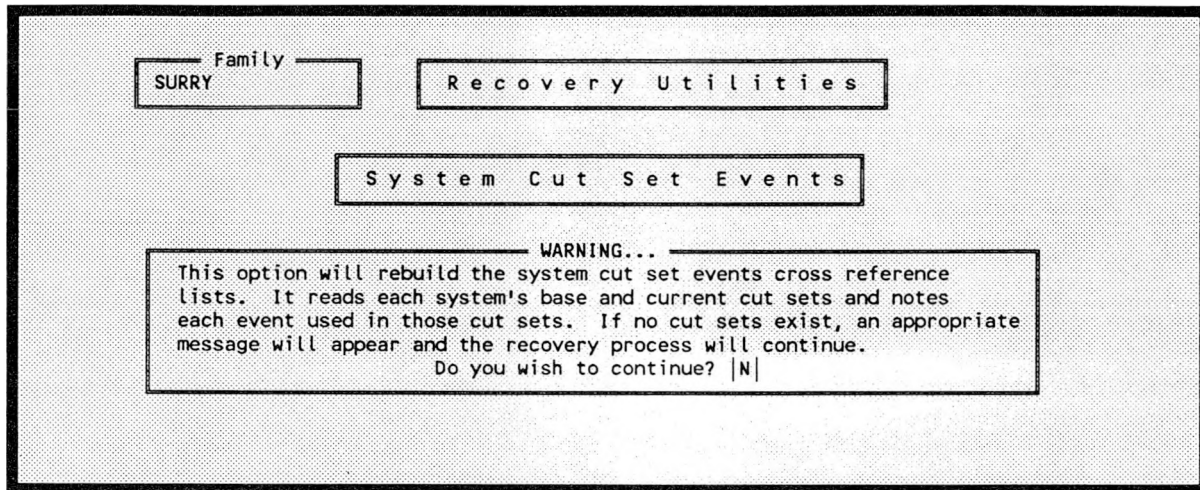 Family
SURRY
Recovery Utilities
System Cut Set Events
WARNING...
This option will rebuild the system cut set events cross reference
lists. It reads each system's base and current cut sets and notes
each event used in those cut sets. If no cut sets exist, an appropriate
message will appear and the recovery process will continue.
Do you wish to continue? |N|